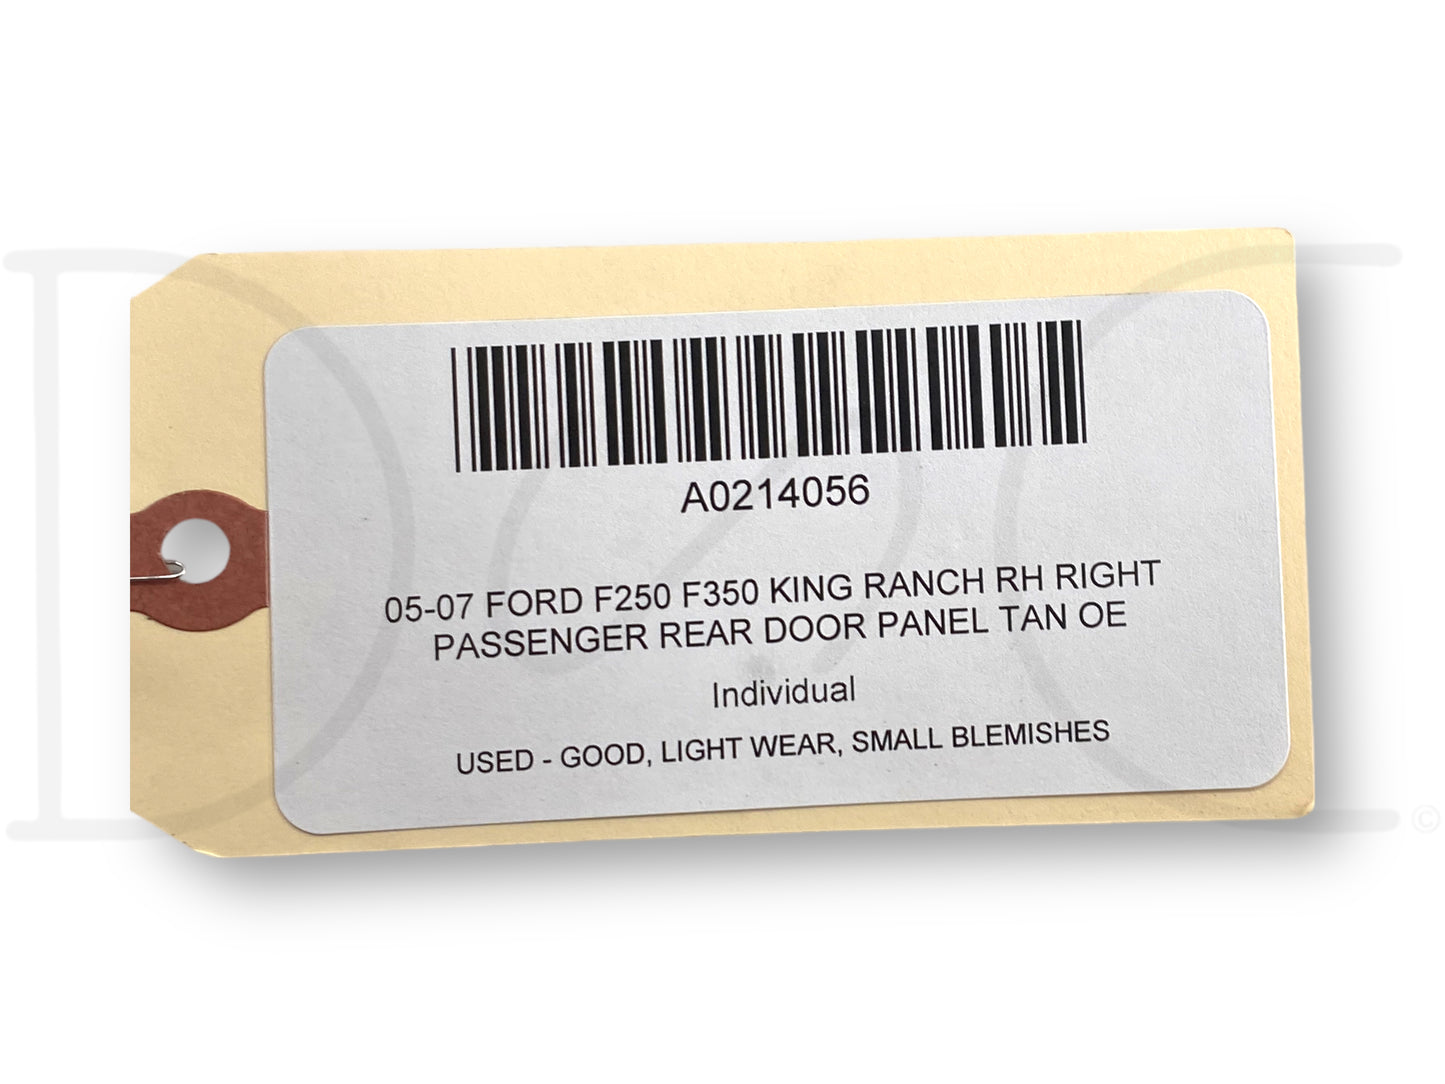 A0214056
05-07 FORD F250 F350 KING RANCH RH RIGHT
PASSENGER REAR DOOR PANEL TAN OE
Individual
USED - GOOD, LIGHT WEAR, SMALL BLEMISHES